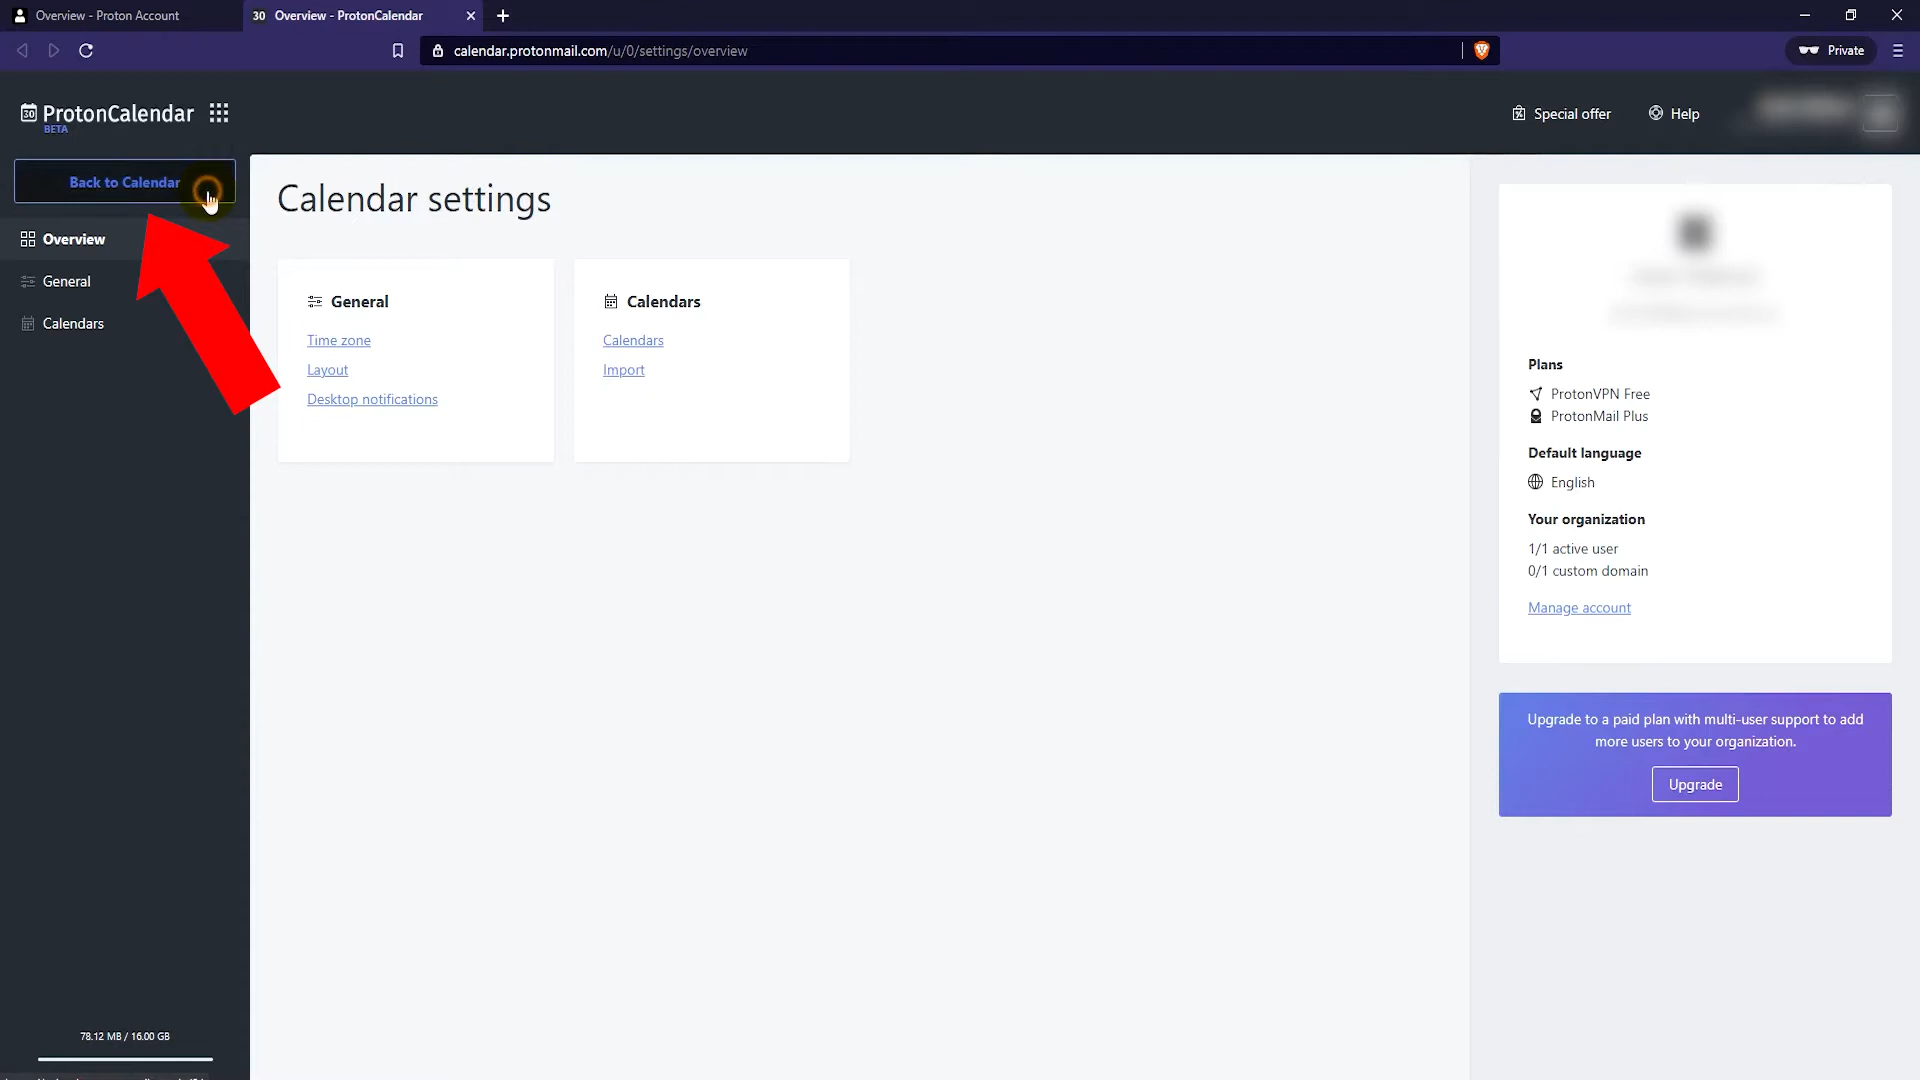 Overview - Proton Account
30 Overview - ProtonCalendar
calendar.protonmail.com/u/0/settings/overview
Private
30 ProtonCalendar
BETA
Special offer
Help
Back to Calendar
Overview
General
Calendars
Calendar settings
General
Time zone
Layout
Desktop notifications
Calendars
Calendars
Import
Plans
ProtonVPN Free
ProtonMail Plus
Default language
English
Your organization
1/1 active user
0/1 custom domain
Manage account
Upgrade to a paid plan with multi-user support to add
more users to your organization.
Upgrade
78.12 MB / 16.00 GB